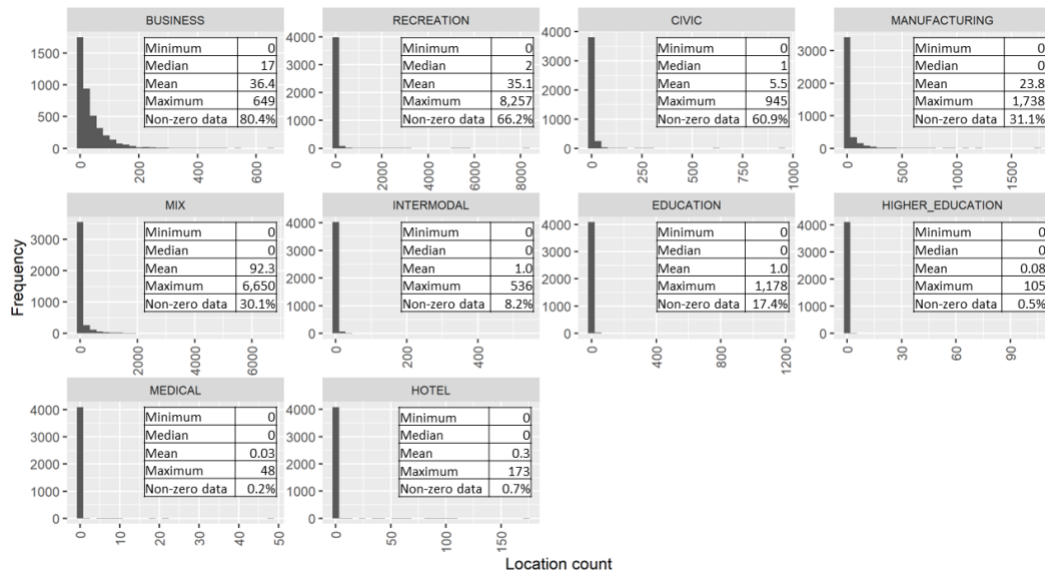 BUSINESS
Minimum 0
Median 17
Mean 36.4
Maximum 649
Non-zero data 80.4%
1500
1000
500
0
0 200 400 600
RECREATION
Minimum 0
Median 2
Mean 35.1
Maximum 8,257
Non-zero data 66.2%
4000
3000
2000
1000
0
0 2000 4000 6000 8000
CIVIC
Minimum 0
Median 1
Mean 5.5
Maximum 945
Non-zero data 60.9%
4000
3000
2000
1000
0
0 250 500 750 1000
MANUFACTURING
Minimum 0
Median 0
Mean 23.8
Maximum 1,738
Non-zero data 31.1%
3000
2000
1000
0
0 500 1000 1500
Frequency
MIX
Minimum 0
Median 0
Mean 92.3
Maximum 6,650
Non-zero data 30.1%
3000
2000
1000
0
0 2000 4000 6000
INTERMODAL
Minimum 0
Median 0
Mean 1.0
Maximum 536
Non-zero data 8.2%
4000
3000
2000
1000
0
0 200 400
EDUCATION
Minimum 0
Median 0
Mean 1.0
Maximum 1,178
Non-zero data 17.4%
4000
3000
2000
1000
0
0 400 800 1200
HIGHER_EDUCATION
Minimum 0
Median 0
Mean 0.08
Maximum 105
Non-zero data 0.5%
4000
3000
2000
1000
0
0 30 60 90
MEDICAL
Minimum 0
Median 0
Mean 0.03
Maximum 48
Non-zero data 0.2%
4000
3000
2000
1000
0
0 10 20 30 40 50
HOTEL
Minimum 0
Median 0
Mean 0.3
Maximum 173
Non-zero data 0.7%
4000
3000
2000
1000
0
0 50 100 150
Location count